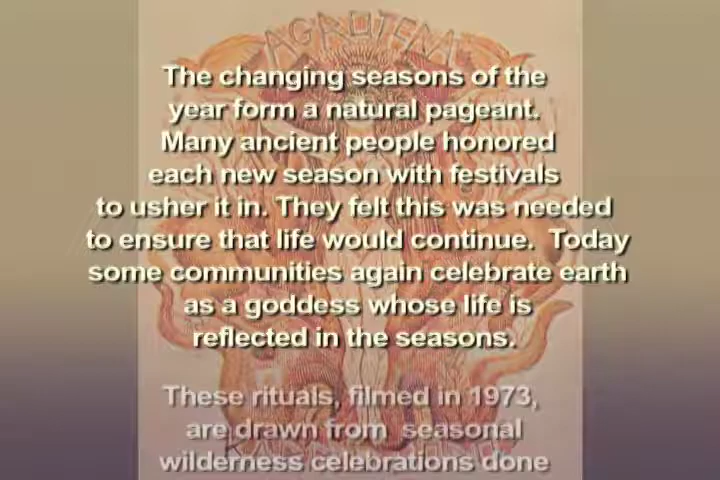 The changing seasons of the
year form a natural pageant.
Many ancient people honored
each new season with festivals
to usher it in. They felt this was needed
to ensure that life would continue. Today
some communities again celebrate earth
as a goddess whose life is
reflected in the seasons.
These rituals, filmed in 1973,
are drawn from seasonal
wilderness celebrations done